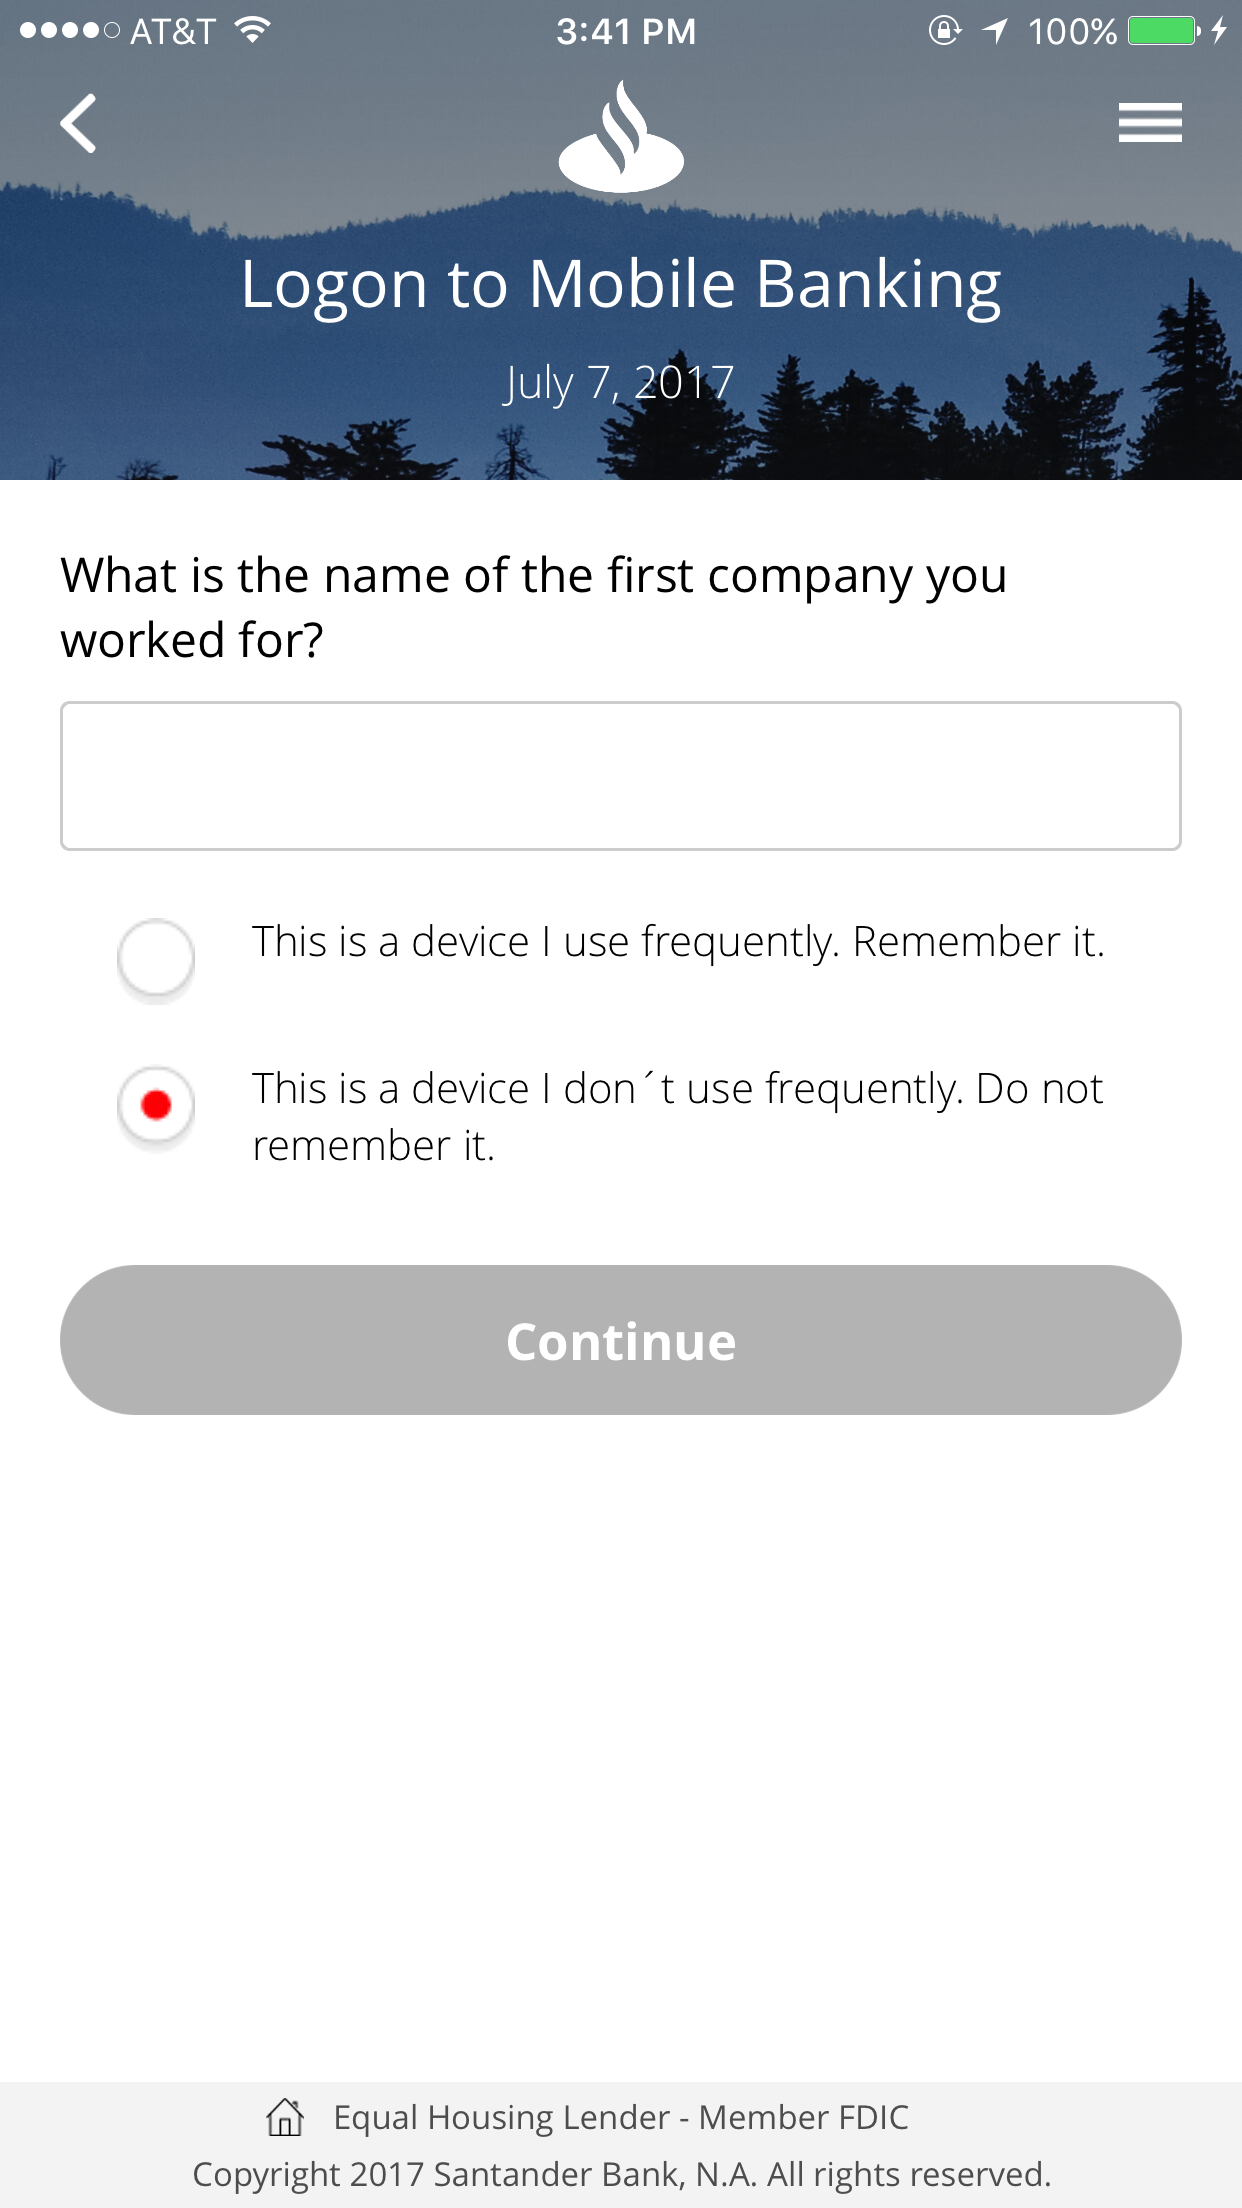 AT&T 3:41 PM 100%
Logon to Mobile Banking
July 7, 2017
What is the name of the first company you
worked for?
This is a device I use frequently. Remember it.
This is a device I don´t use frequently. Do not
remember it.
Continue
Equal Housing Lender - Member FDIC
Copyright 2017 Santander Bank, N.A. All rights reserved.